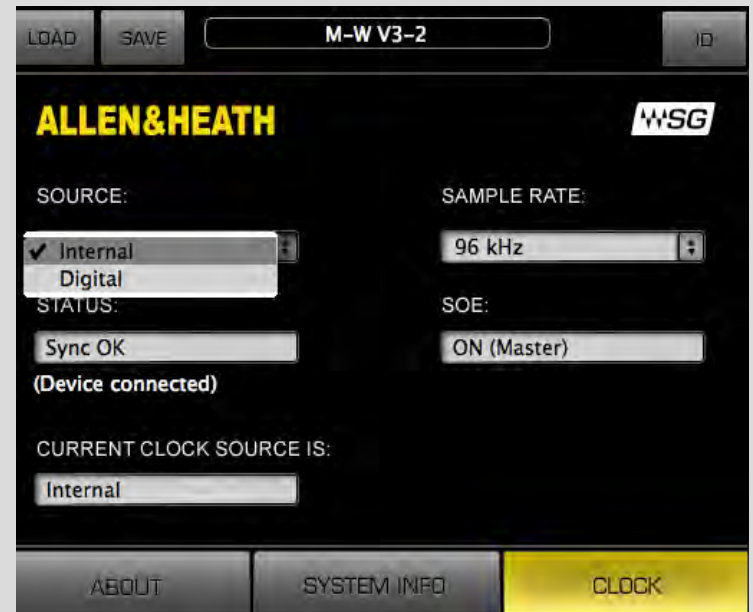 LOAD SAVE M-W V3-2 ID
ALLEN&HEATH WSG
SOURCE: SAMPLE RATE:
✓ Internal 96 kHz
Digital
STATUS: SOE:
Sync OK ON (Master)
(Device connected)
CURRENT CLOCK SOURCE IS:
Internal
ABOUT SYSTEM INFO CLOCK